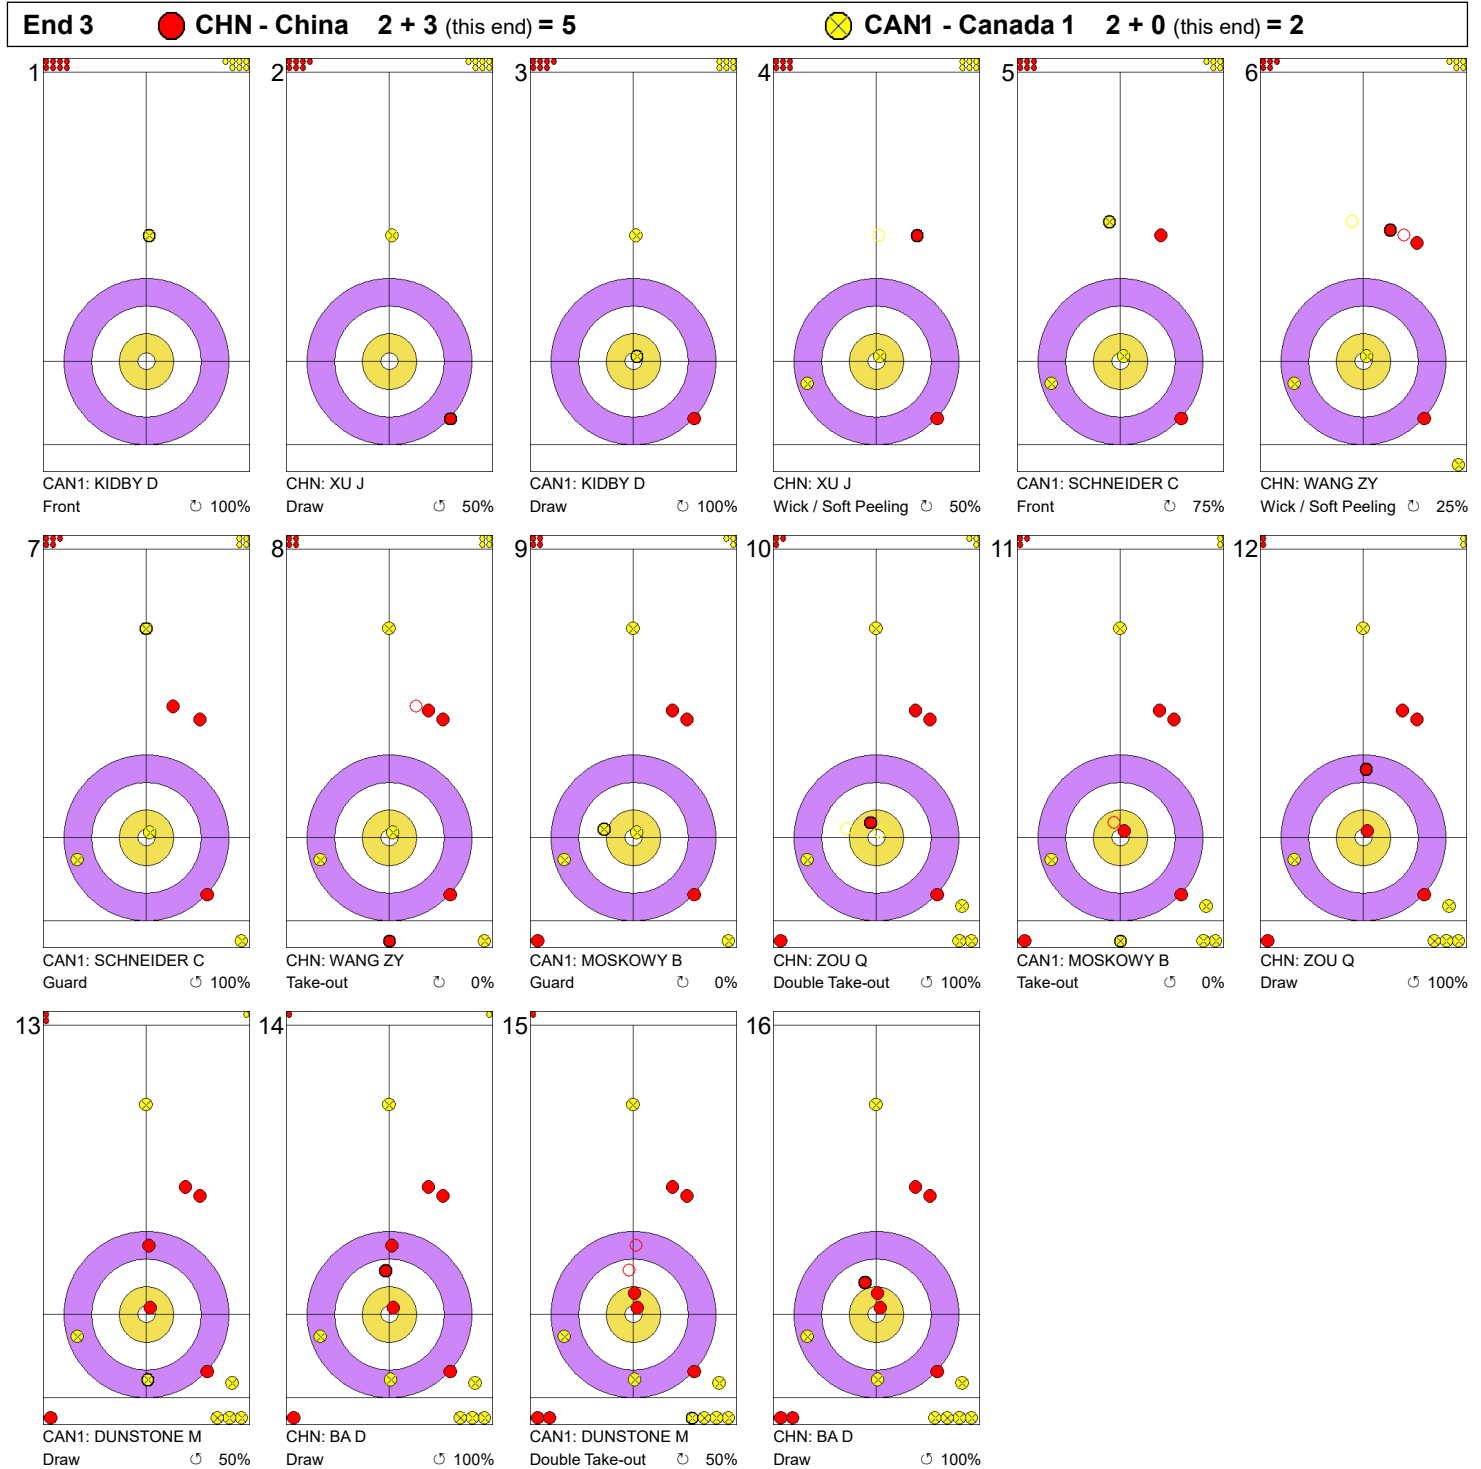 End 3 CHN - China 2 + 3 (this end) = 5 CAN1 - Canada 1 2 + 0 (this end) = 2
1 2 3 4 5 6
CAN1: KIDBY D CHN: XU J CAN1: KIDBY D CHN: XU J CAN1: SCHNEIDER C CHN: WANG ZY
Front ↻ 100% Draw ↺ 50% Draw ↻ 100% Wick / Soft Peeling ↻ 50% Front ↻ 75% Wick / Soft Peeling ↻ 25%
7 8 9 10 11 12
CAN1: SCHNEIDER C CHN: WANG ZY CAN1: MOSKOWY B CHN: ZOU Q CAN1: MOSKOWY B CHN: ZOU Q
Guard ↺ 100% Take-out ↻ 0% Guard ↻ 0% Double Take-out ↺ 100% Take-out ↻ 0% Draw ↺ 100%
13 14 15 16
CAN1: DUNSTONE M CHN: BA D CAN1: DUNSTONE M CHN: BA D
Draw ↺ 50% Draw ↺ 100% Double Take-out ↻ 50% Draw ↺ 100%